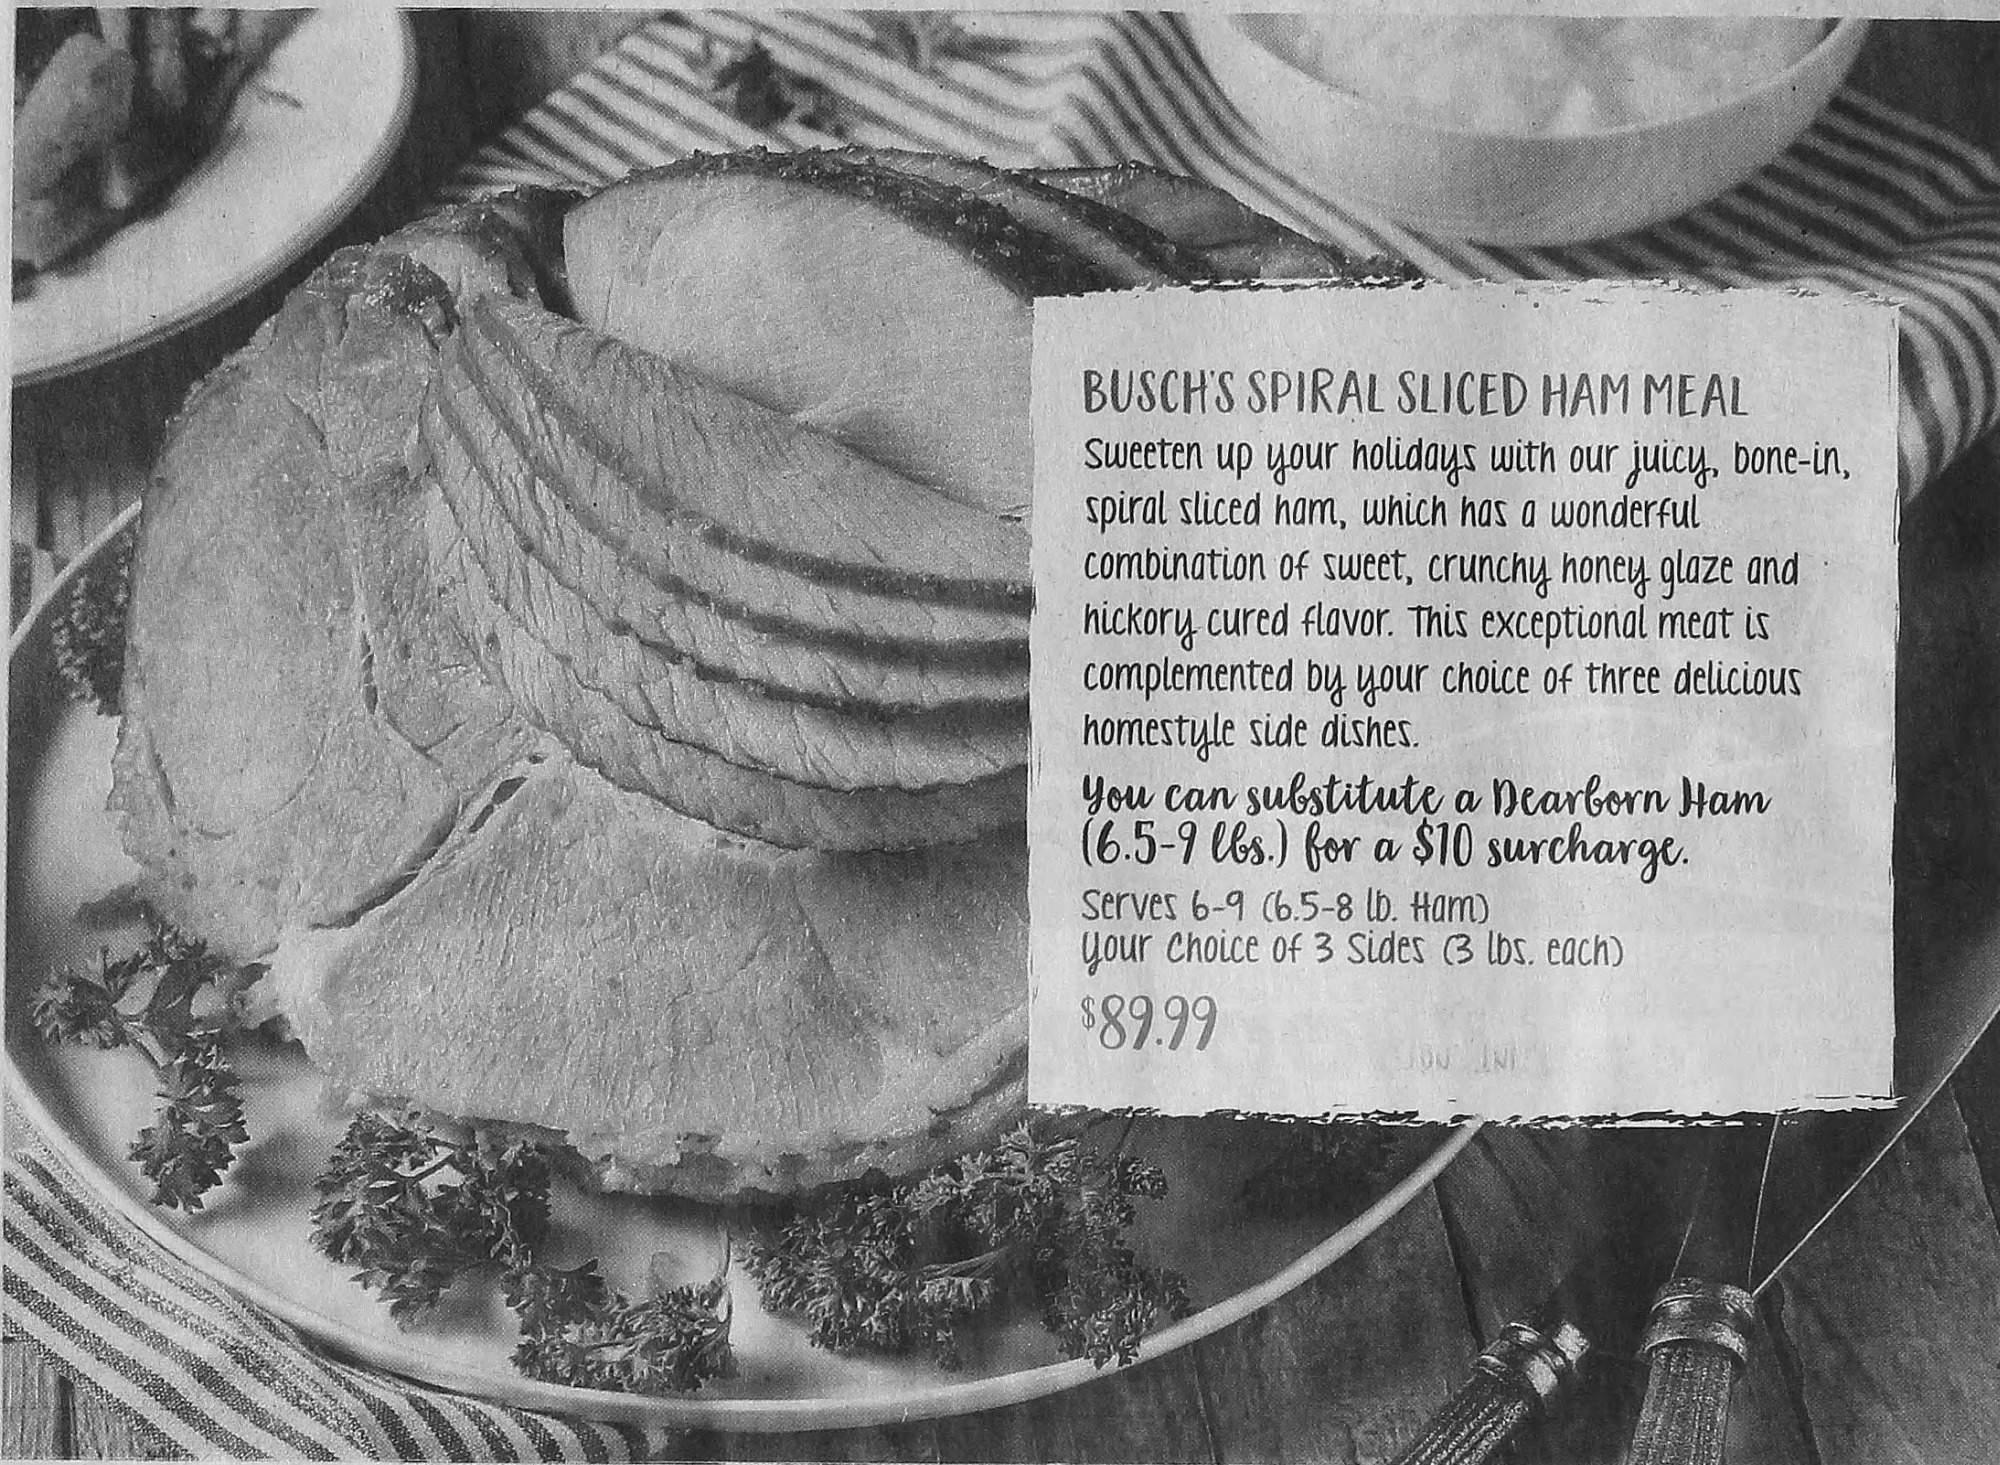 BUSCH'S SPIRAL SLICED HAM MEAL
Sweeten up your holidays with our juicy, bone-in,
spiral sliced ham, which has a wonderful
combination of sweet, crunchy honey glaze and
hickory cured flavor. This exceptional meat is
complemented by your choice of three delicious
homestyle side dishes.
You can substitute a Dearborn Ham
(6.5-9 lbs.) for a $10 surcharge.
Serves 6-9 (6.5-8 lb. Ham)
Your Choice of 3 Sides (3 lbs. each)
$89.99